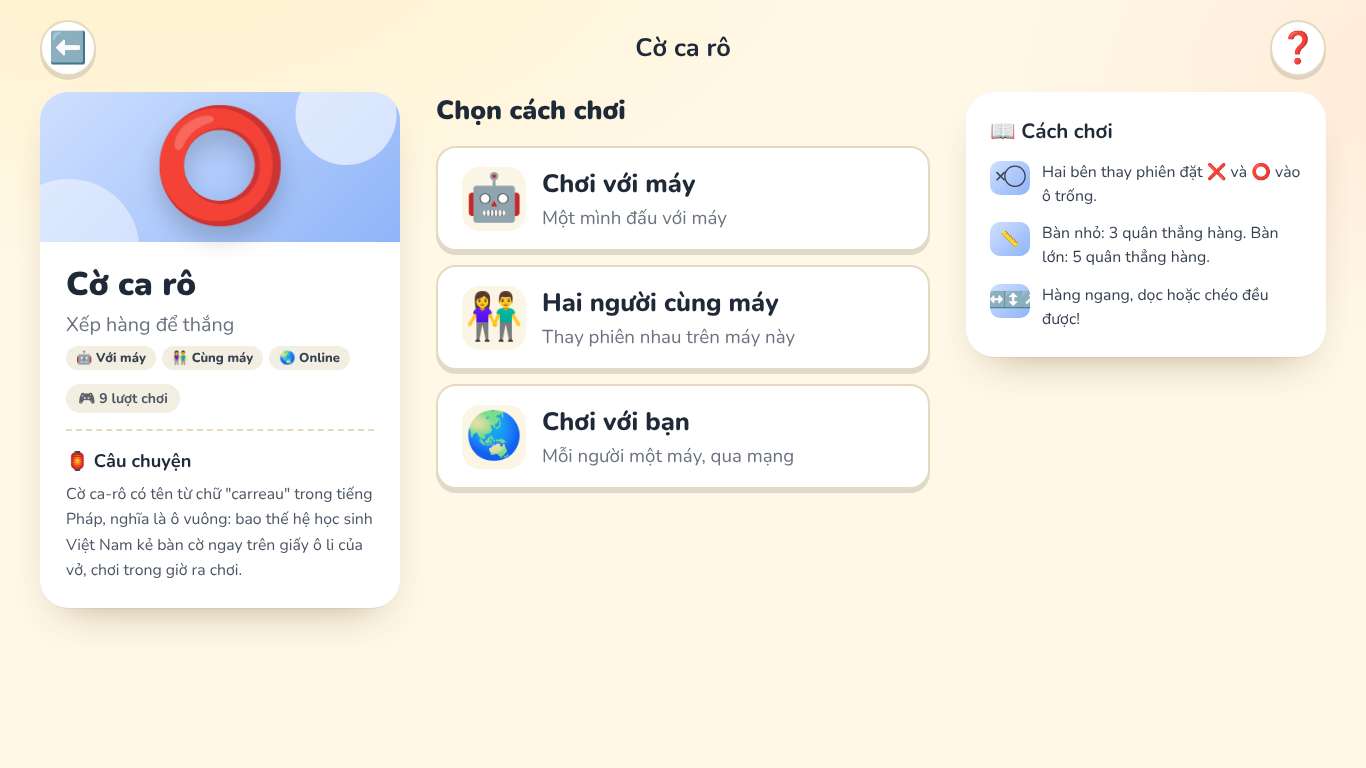 Cờ ca rô
Cờ ca rô
Xếp hàng để thắng
Với máy
Cùng máy
Online
9 lượt chơi
Câu chuyện
Cờ ca-rô có tên từ chữ "carreau" trong tiếng
Pháp, nghĩa là ô vuông: bao thế hệ học sinh
Việt Nam kẻ bàn cờ ngay trên giấy ô li của
vở, chơi trong giờ ra chơi.
Chọn cách chơi
Chơi với máy
Một mình đấu với máy
Hai người cùng máy
Thay phiên nhau trên máy này
Chơi với bạn
Mỗi người một máy, qua mạng
Cách chơi
Hai bên thay phiên đặt ❌ và ⭕ vào
ô trống.
Bàn nhỏ: 3 quân thẳng hàng. Bàn
lớn: 5 quân thẳng hàng.
Hàng ngang, dọc hoặc chéo đều
được!